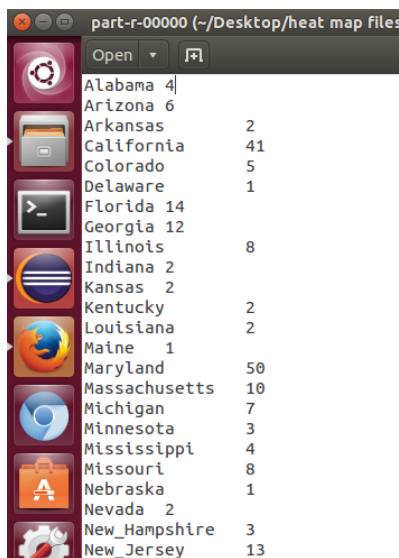 part-r-00000 (~/Desktop/heat map files
Open
Alabama 4
Arizona 6
Arkansas 2
California 41
Colorado 5
Delaware 1
Florida 14
Georgia 12
Illinois 8
Indiana 2
Kansas 2
Kentucky 2
Louisiana 2
Maine 1
Maryland 50
Massachusetts 10
Michigan 7
Minnesota 3
Mississippi 4
Missouri 8
Nebraska 1
Nevada 2
New_Hampshire 3
New_Jersey 13